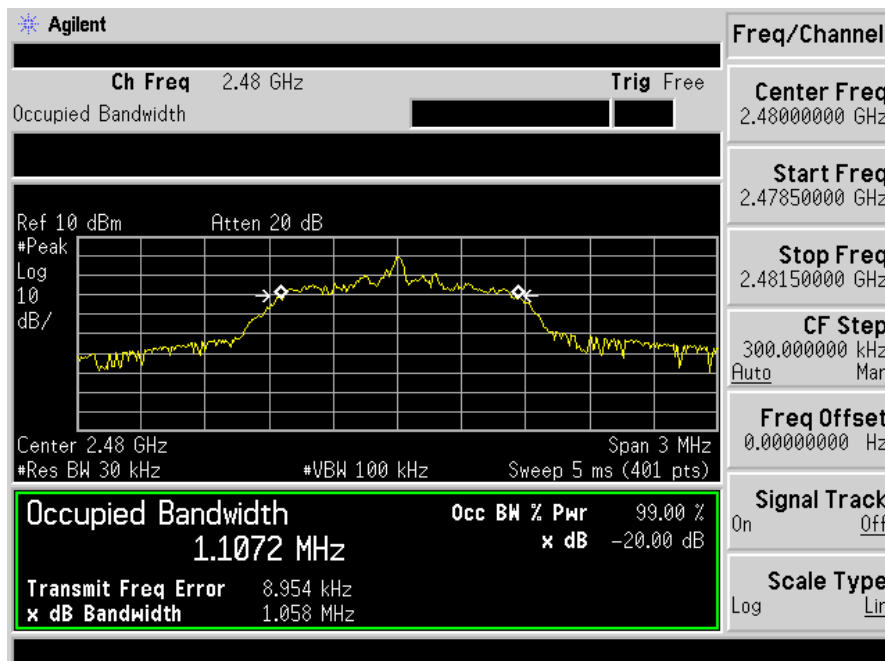 Agilent
Freq/Channel
Ch Freq 2.48 GHz Trig Free
Occupied Bandwidth
Center Freq
2.48000000 GHz
Start Freq
2.47850000 GHz
Stop Freq
2.48150000 GHz
CF Step
300.000000 kHz
Auto Man
Freq Offset
0.00000000 Hz
Signal Track
On Off
Scale Type
Log Lin
Ref 10 dBm Atten 20 dB
#Peak
Log
10
dB/
Center 2.48 GHz Span 3 MHz
#Res BW 30 kHz #VBW 100 kHz Sweep 5 ms (401 pts)
Occupied Bandwidth
1.1072 MHz
Occ BW % Pwr 99.00 %
x dB -20.00 dB
Transmit Freq Error 8.954 kHz
x dB Bandwidth 1.058 MHz